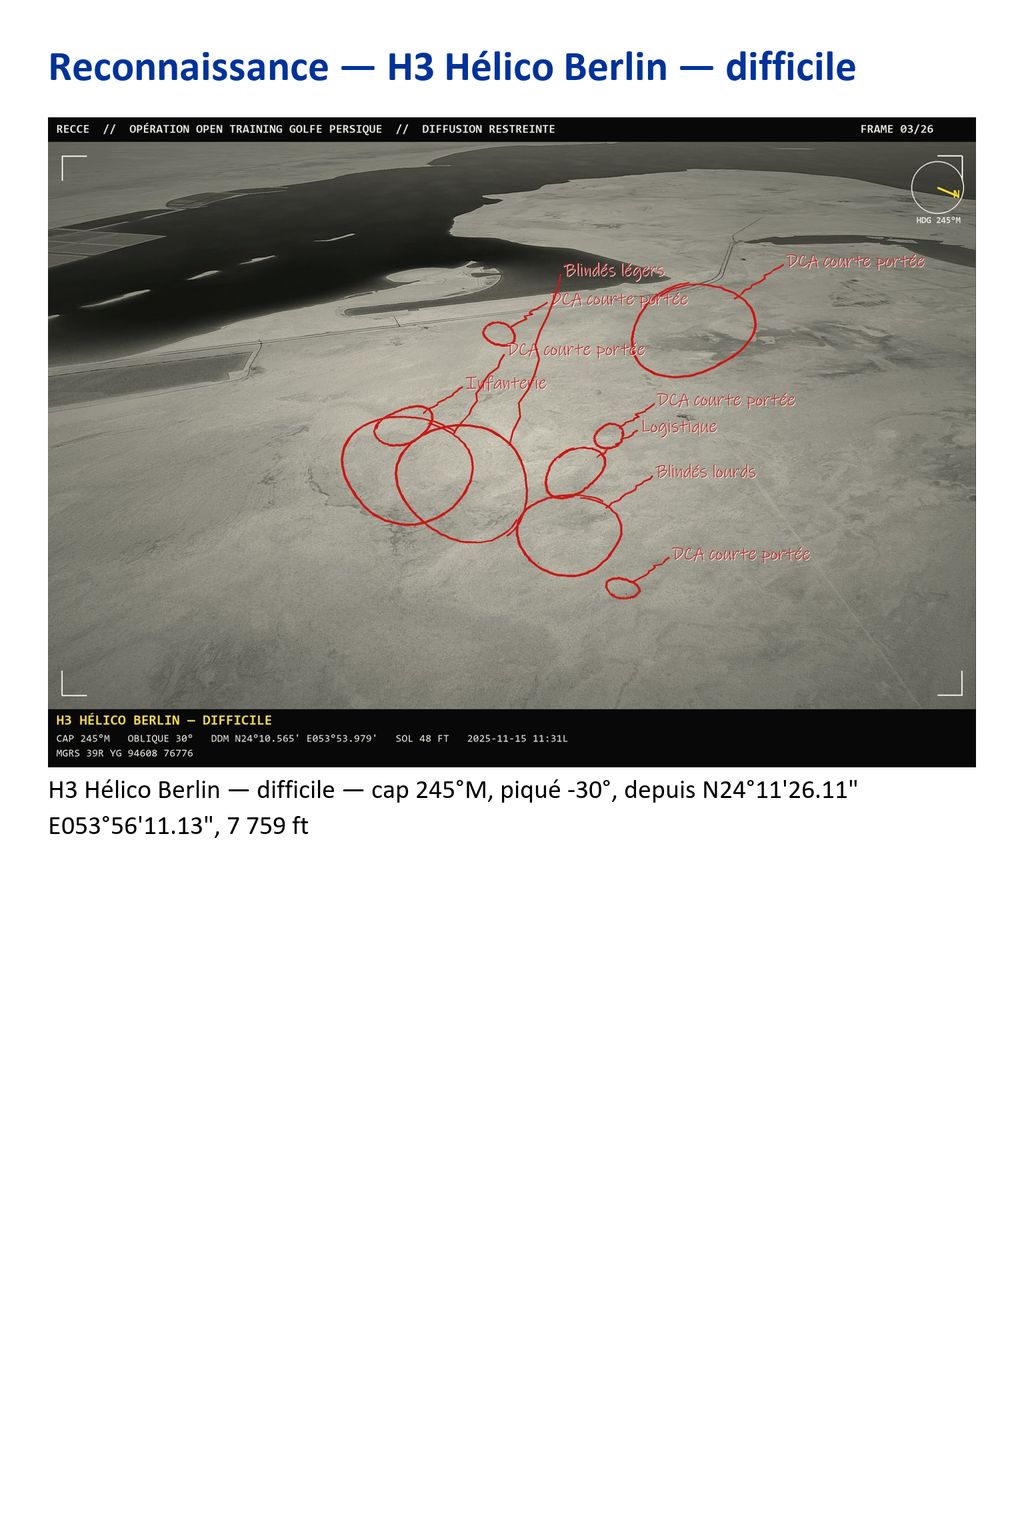 Reconnaissance — H3 Hélico Berlin — difficile
RECCE // OPÉRATION OPEN TRAINING GOLFE PERSIQUE // DIFFUSION RESTREINTE FRAME 03/26
N
HDG 245°M
DCA courte portée
Blindés légers
DCA courte portée
DCA courte portée
Infanterie
DCA courte portée
Logistique
Blindés lourds
DCA courte portée
H3 HÉLICO BERLIN — DIFFICILE
CAP 245°M OBLIQUE 30° DDM N24°10.565' E053°53.979' SOL 48 FT 2025-11-15 11:31L
MGRS 39R YG 94608 76776
H3 Hélico Berlin — difficile — cap 245°M, piqué -30°, depuis N24°11'26.11"
E053°56'11.13", 7 759 ft